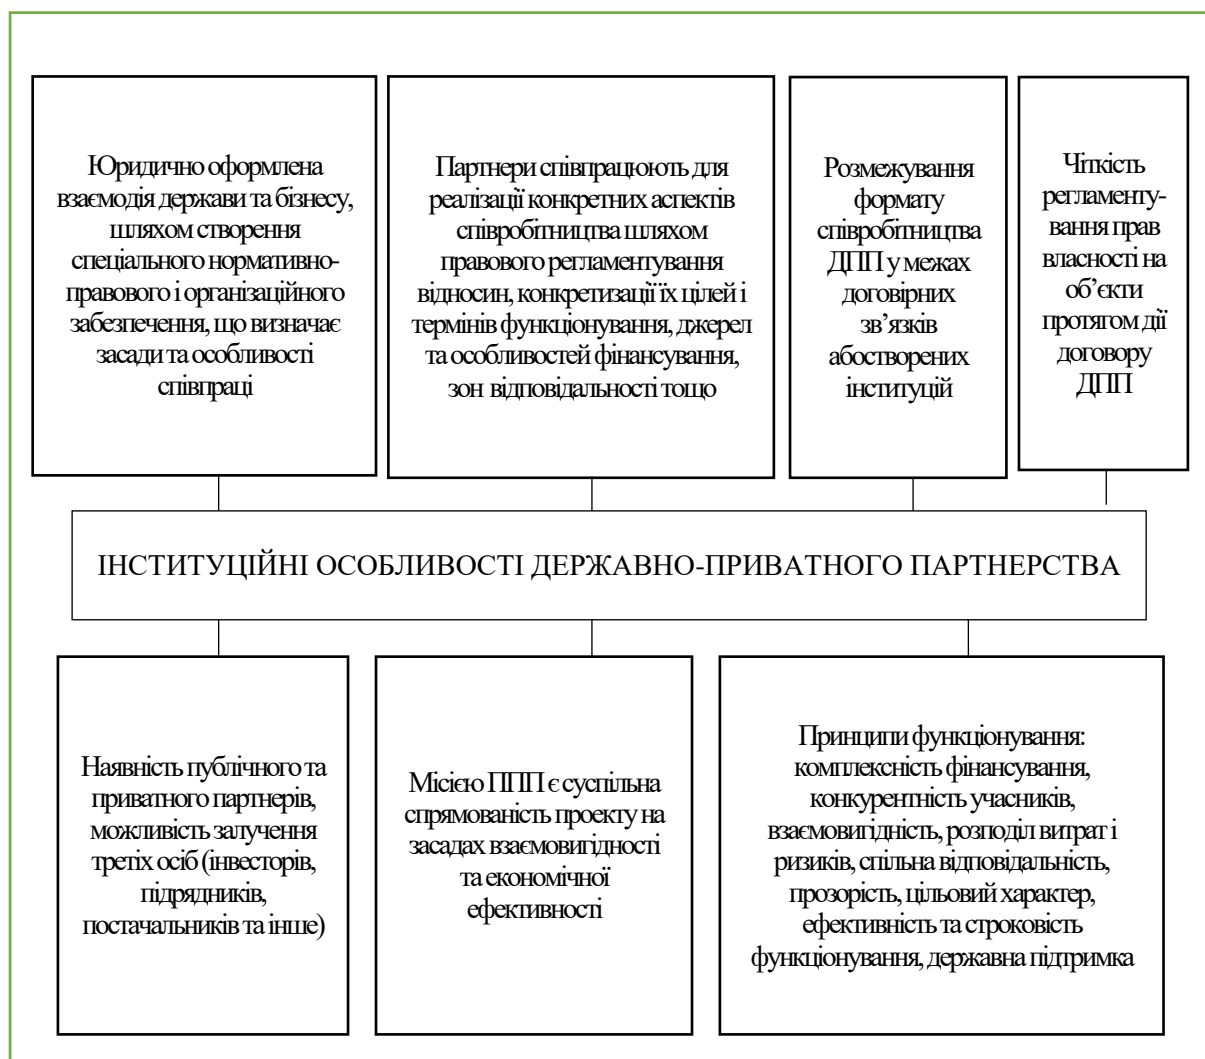 Юридично оформлена
взаємодія держави та бізнесу,
шляхом створення
спеціального нормативно-
правового і організаційного
забезпечення, що визначає
засади та особливості
співпраці
Партнери співпрацюють для
реалізації конкретних аспектів
співробітництва шляхом
правового регламентування
відносин, конкретизації їх цілей і
термінів функціонування, джерел
та особливостей фінансування,
зон відповідальності тощо
Розмежування
формату
співробітництва
ДПП у межах
договірних
зв’язків
абостворених
інституцій
Чіткість
регламенту-
вання прав
власності на
об’єкти
протягом дії
договору
ДПП
ІНСТИТУЦІЙНІ ОСОБЛИВОСТІ ДЕРЖАВНО-ПРИВАТНОГО ПАРТНЕРСТВА
Наявність публічного та
приватного партнерів,
можливість залучення
третіх осіб (інвесторів,
підрядників,
постачальників та інше)
Місією ППП є суспільна
спрямованість проекту на
засадах взаємовигідності
та економічної
ефективності
Принципи функціонування:
комплексність фінансування,
конкурентність учасників,
взаємовигідність, розподіл витрат і
ризиків, спільна відповідальність,
прозорість, цільовий характер,
ефективність та строковість
функціонування, державна підтримка